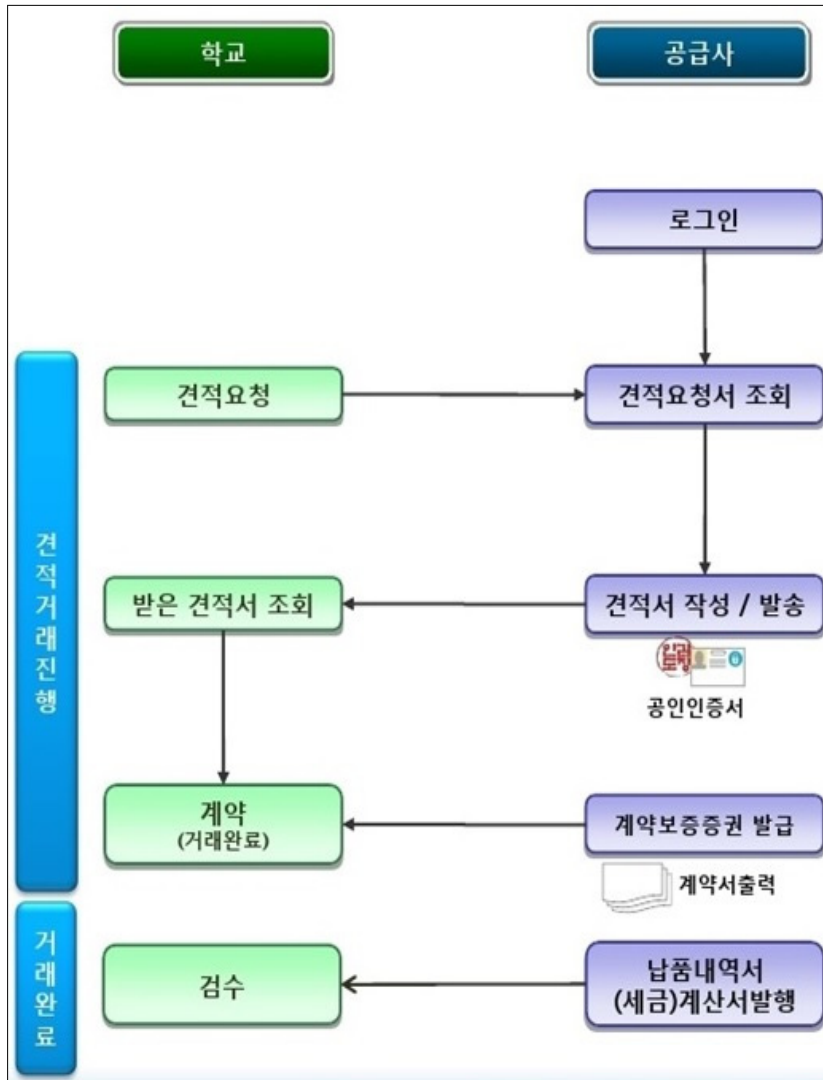 학교
공급사
로그인
견적요청
견적요청서 조회
견적거래진행
받은 견적서 조회
견적서 작성 / 발송
공인인증서
계약
(거래완료)
계약보증증권 발급
계약서출력
거래완료
검수
납품내역서
(세금)계산서발행